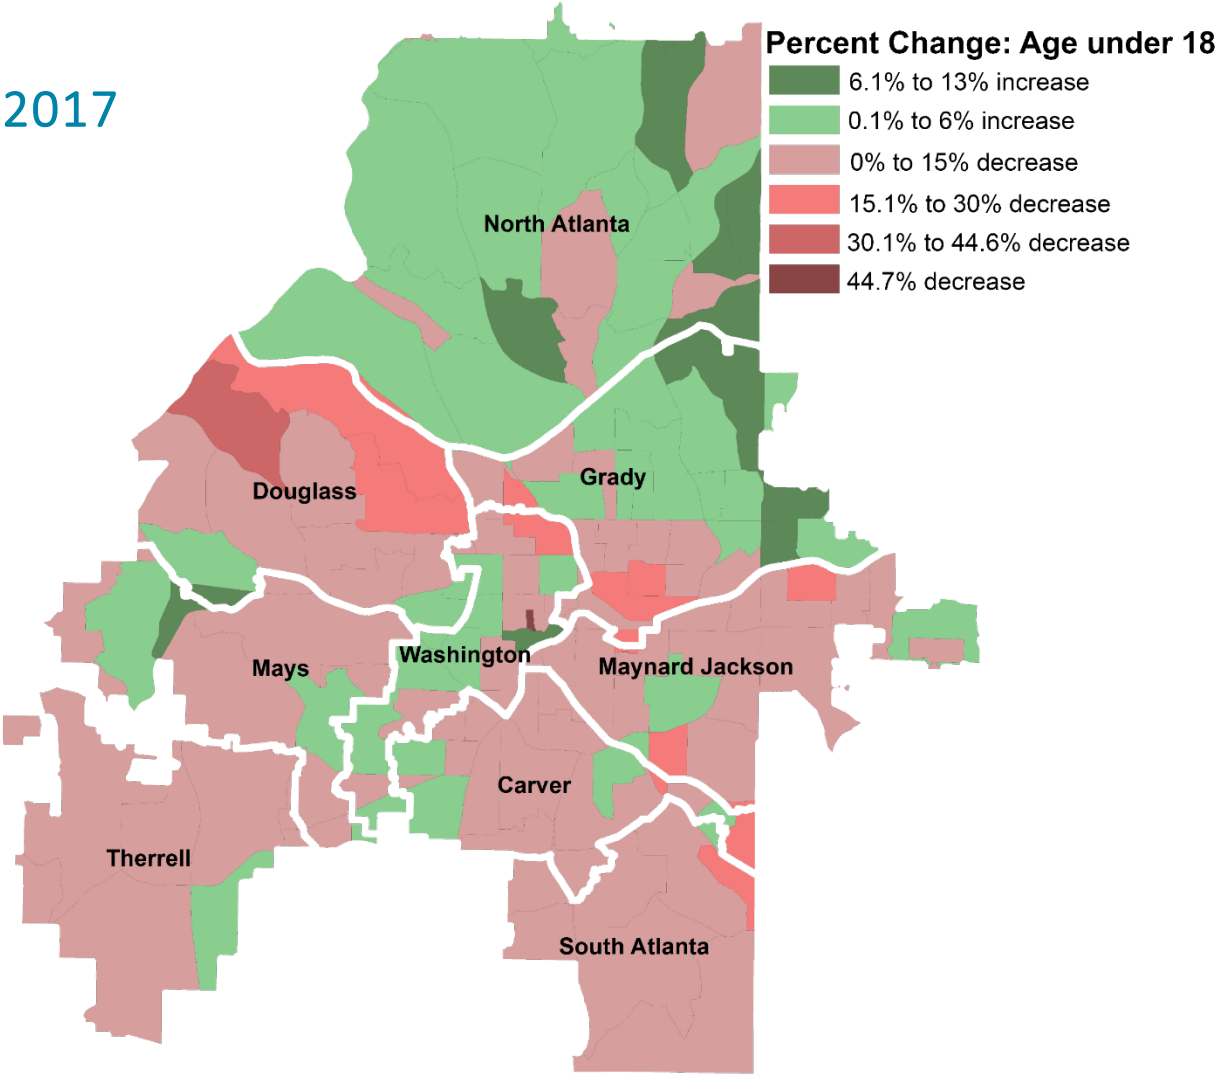 Percent Change: Age under 18
6.1% to 13% increase
2017
0.1% to 6% increase
0% to 15% decrease
15.1% to 30% decrease
30.1% to 44.6% decrease
44.7% decrease
North Atlanta
Grady
Douglass
Washington
Mays
Maynard Jackson
Carver
Therrell
South Atlanta